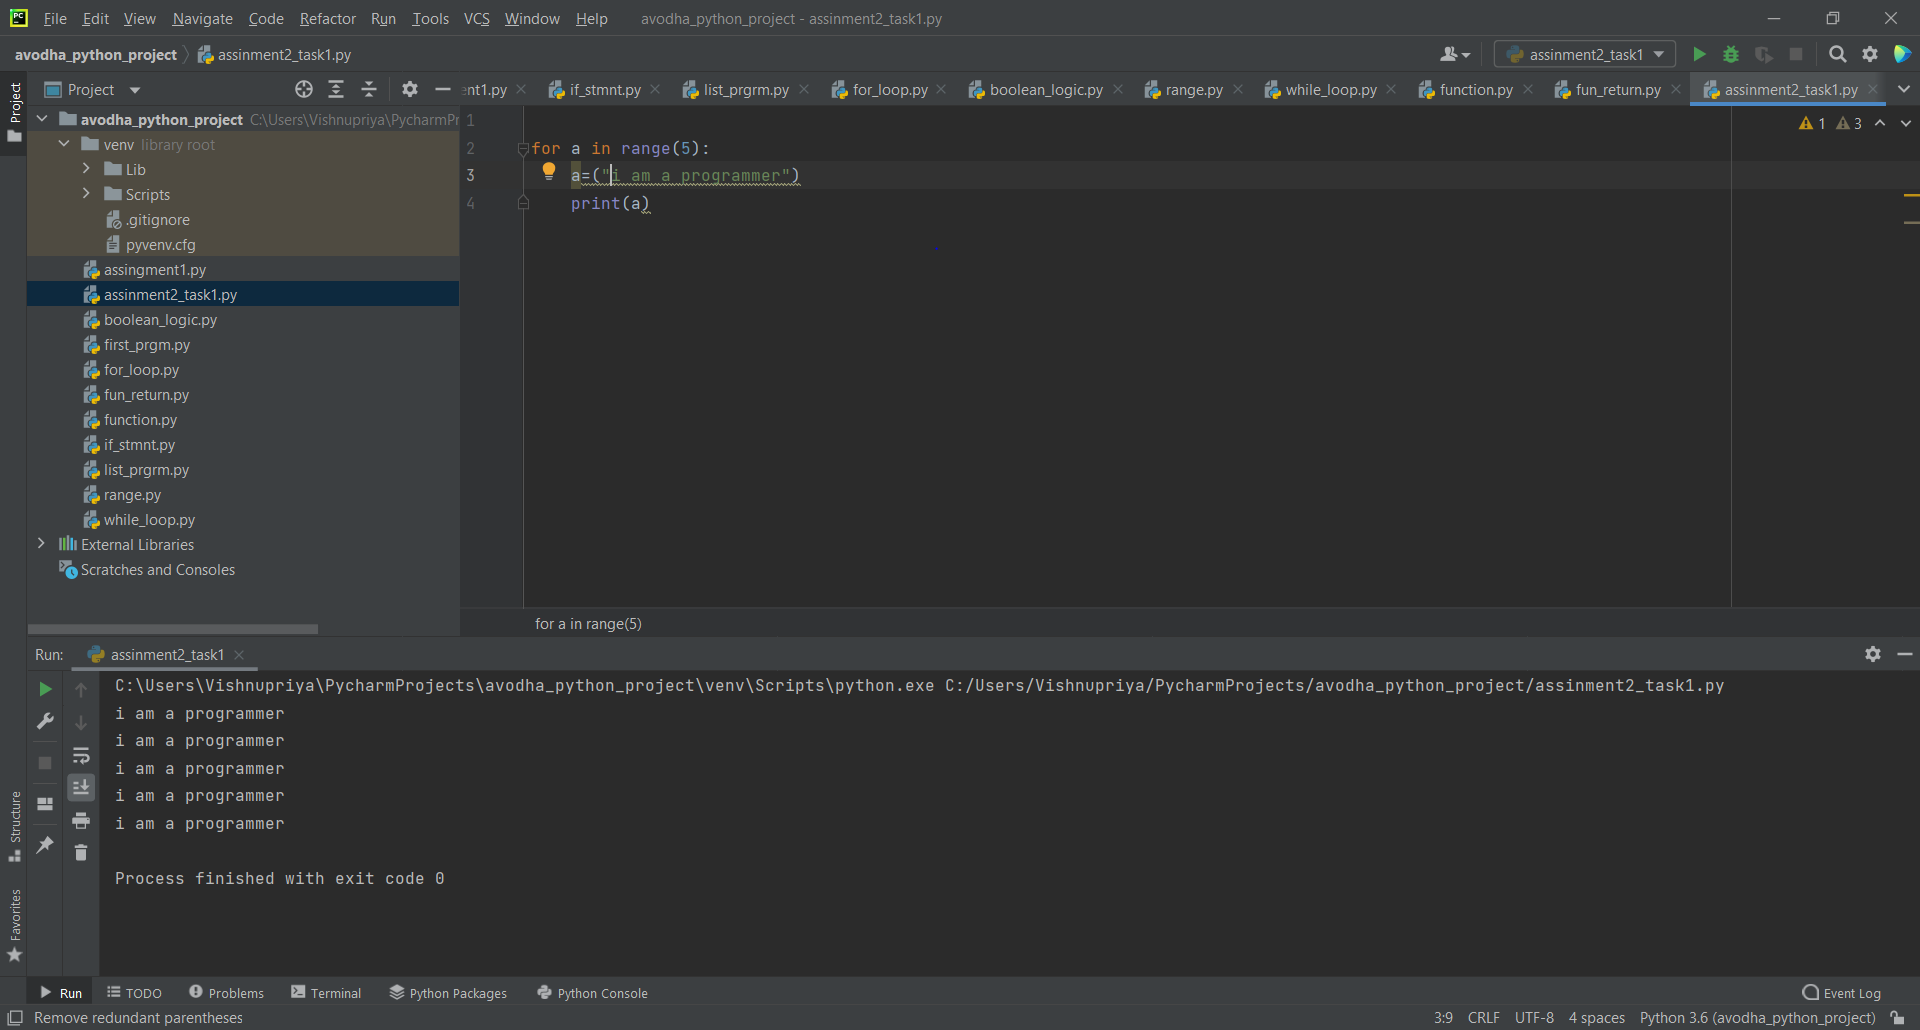 PC File Edit View Navigate Code Refactor Run Tools VCS Window Help avodha_python_project - assinment2_task1.py
avodha_python_project assinment2_task1.py assinment2_task1
Project
Project ent1.py if_stmnt.py list_prgrm.py for_loop.py boolean_logic.py range.py while_loop.py function.py fun_return.py assinment2_task1.py
avodha_python_project C:\Users\Vishnupriya\PycharmPr
venv library root
Lib
Scripts
.gitignore
pyvenv.cfg
assingment1.py
assinment2_task1.py
boolean_logic.py
first_prgm.py
for_loop.py
fun_return.py
function.py
if_stmnt.py
list_prgrm.py
range.py
while_loop.py
External Libraries
Scratches and Consoles
1
1 3
2 for a in range(5):
3 a=("i am a programmer")
4 print(a)
for a in range(5)
Run: assinment2_task1
C:\Users\Vishnupriya\PycharmProjects\avodha_python_project\venv\Scripts\python.exe C:/Users/Vishnupriya/PycharmProjects/avodha_python_project/assinment2_task1.py
i am a programmer
i am a programmer
i am a programmer
i am a programmer
i am a programmer
Process finished with exit code 0
Structure
Favorites
Run TODO Problems Terminal Python Packages Python Console Event Log
Remove redundant parentheses 3:9 CRLF UTF-8 4 spaces Python 3.6 (avodha_python_project)